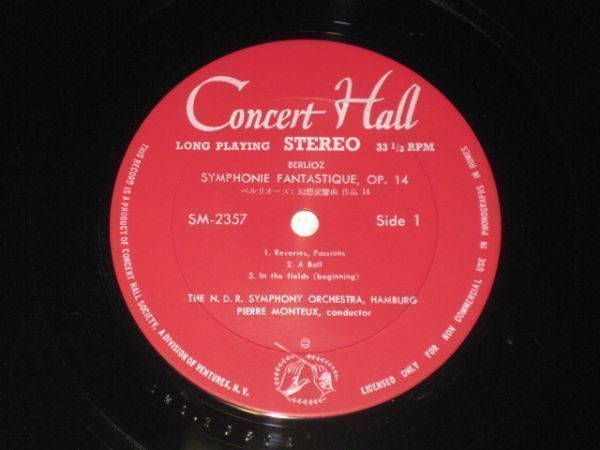 Concert Hall
LONG PLAYING STEREO 33 1/3 RPM
BERLIOZ
SYMPHONIE FANTASTIQUE, OP. 14
ベルリオーズ: 幻想交響曲 作品 14
SM-2357 Side 1
1. Reveries, Passions
2. A Ball
3. In the fields (beginning)
THE N. D. R. SYMPHONY ORCHESTRA, HAMBURG
PIERRE MONTEUX, conductor
THIS RECORD IS A PRODUCT OF CONCERT HALL SOCIETY, A DIVISION OF VENTUREX, N. Y.
LICENSED ONLY FOR NON COMMERCIAL USE IN PHONOGRAPHS IN HOMES